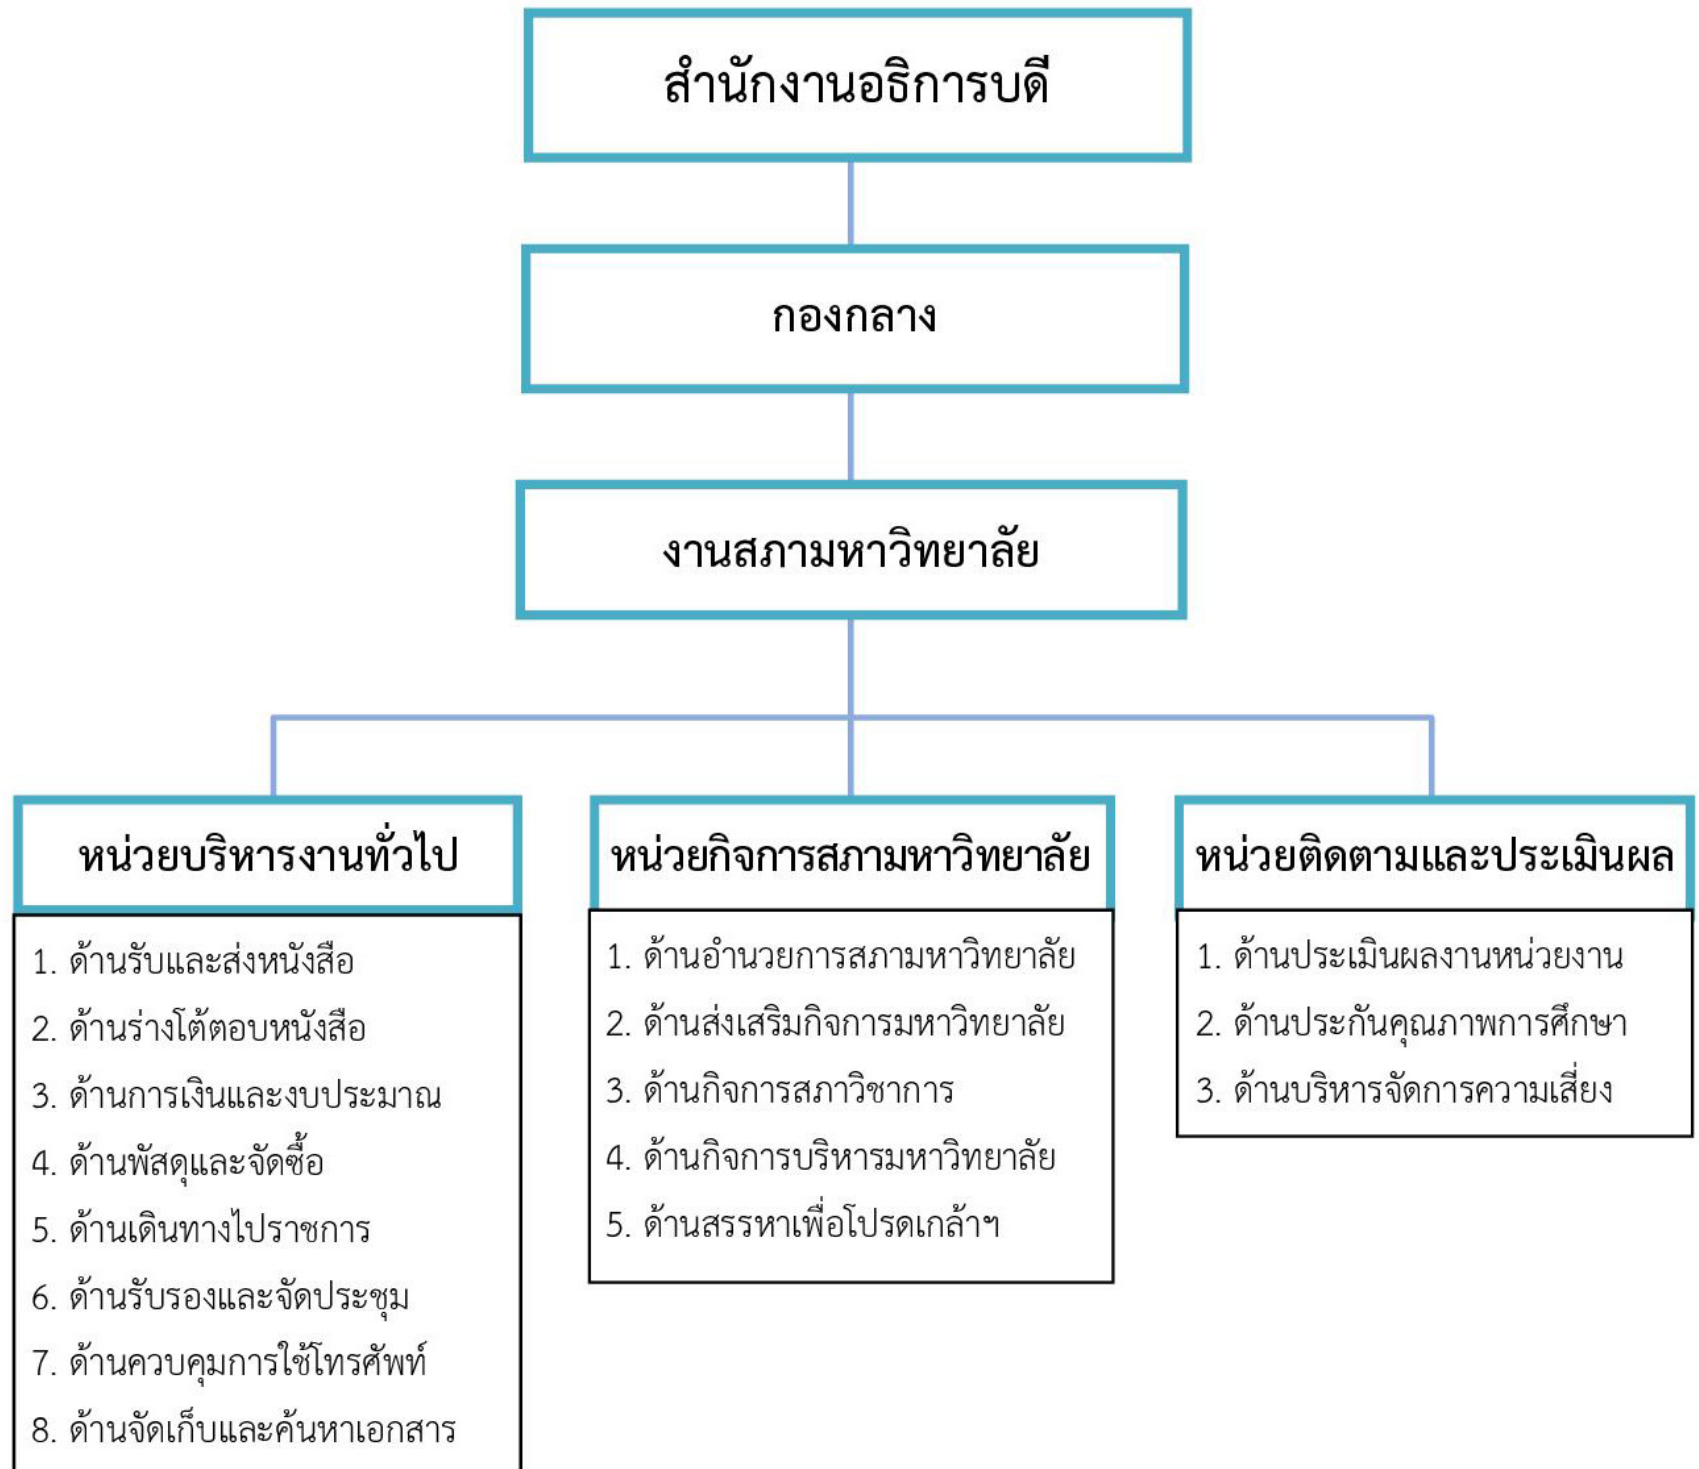 สำนักงานอธิการบดี
กองกลาง
งานสภามหาวิทยาลัย
หน่วยบริหารงานทั่วไป
1. ด้านรับและส่งหนังสือ
2. ด้านร่างโต้ตอบหนังสือ
3. ด้านการเงินและงบประมาณ
4. ด้านพัสดุและจัดซื้อ
5. ด้านเดินทางไปราชการ
6. ด้านรับรองและจัดประชุม
7. ด้านควบคุมการใช้โทรศัพท์
8. ด้านจัดเก็บและค้นหาเอกสาร
หน่วยกิจการสภามหาวิทยาลัย
1. ด้านอำนวยการสภามหาวิทยาลัย
2. ด้านส่งเสริมกิจการมหาวิทยาลัย
3. ด้านกิจการสภาวิชาการ
4. ด้านกิจการบริหารมหาวิทยาลัย
5. ด้านสรรหาเพื่อโปรดเกล้าฯ
หน่วยติดตามและประเมินผล
1. ด้านประเมินผลงานหน่วยงาน
2. ด้านประกันคุณภาพการศึกษา
3. ด้านบริหารจัดการความเสี่ยง